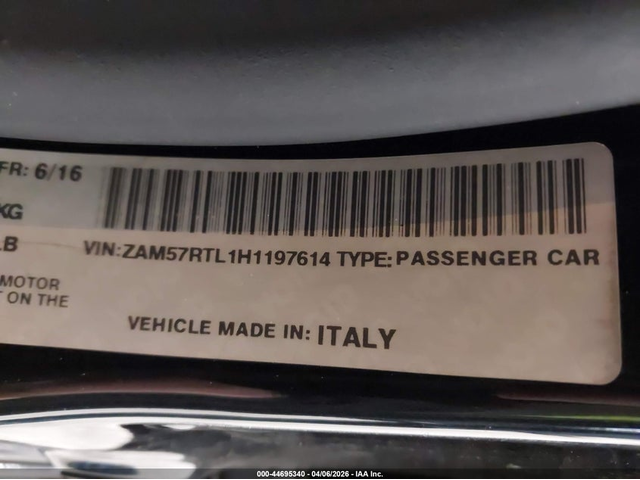 FR: 6/16
KG
LB
VIN:ZAM57RTL1H1197614 TYPE:PASSENGER CAR
MOTOR
T ON THE
VEHICLE MADE IN: ITALY
000-44695340 - 04/06/2026 - IAA Inc.